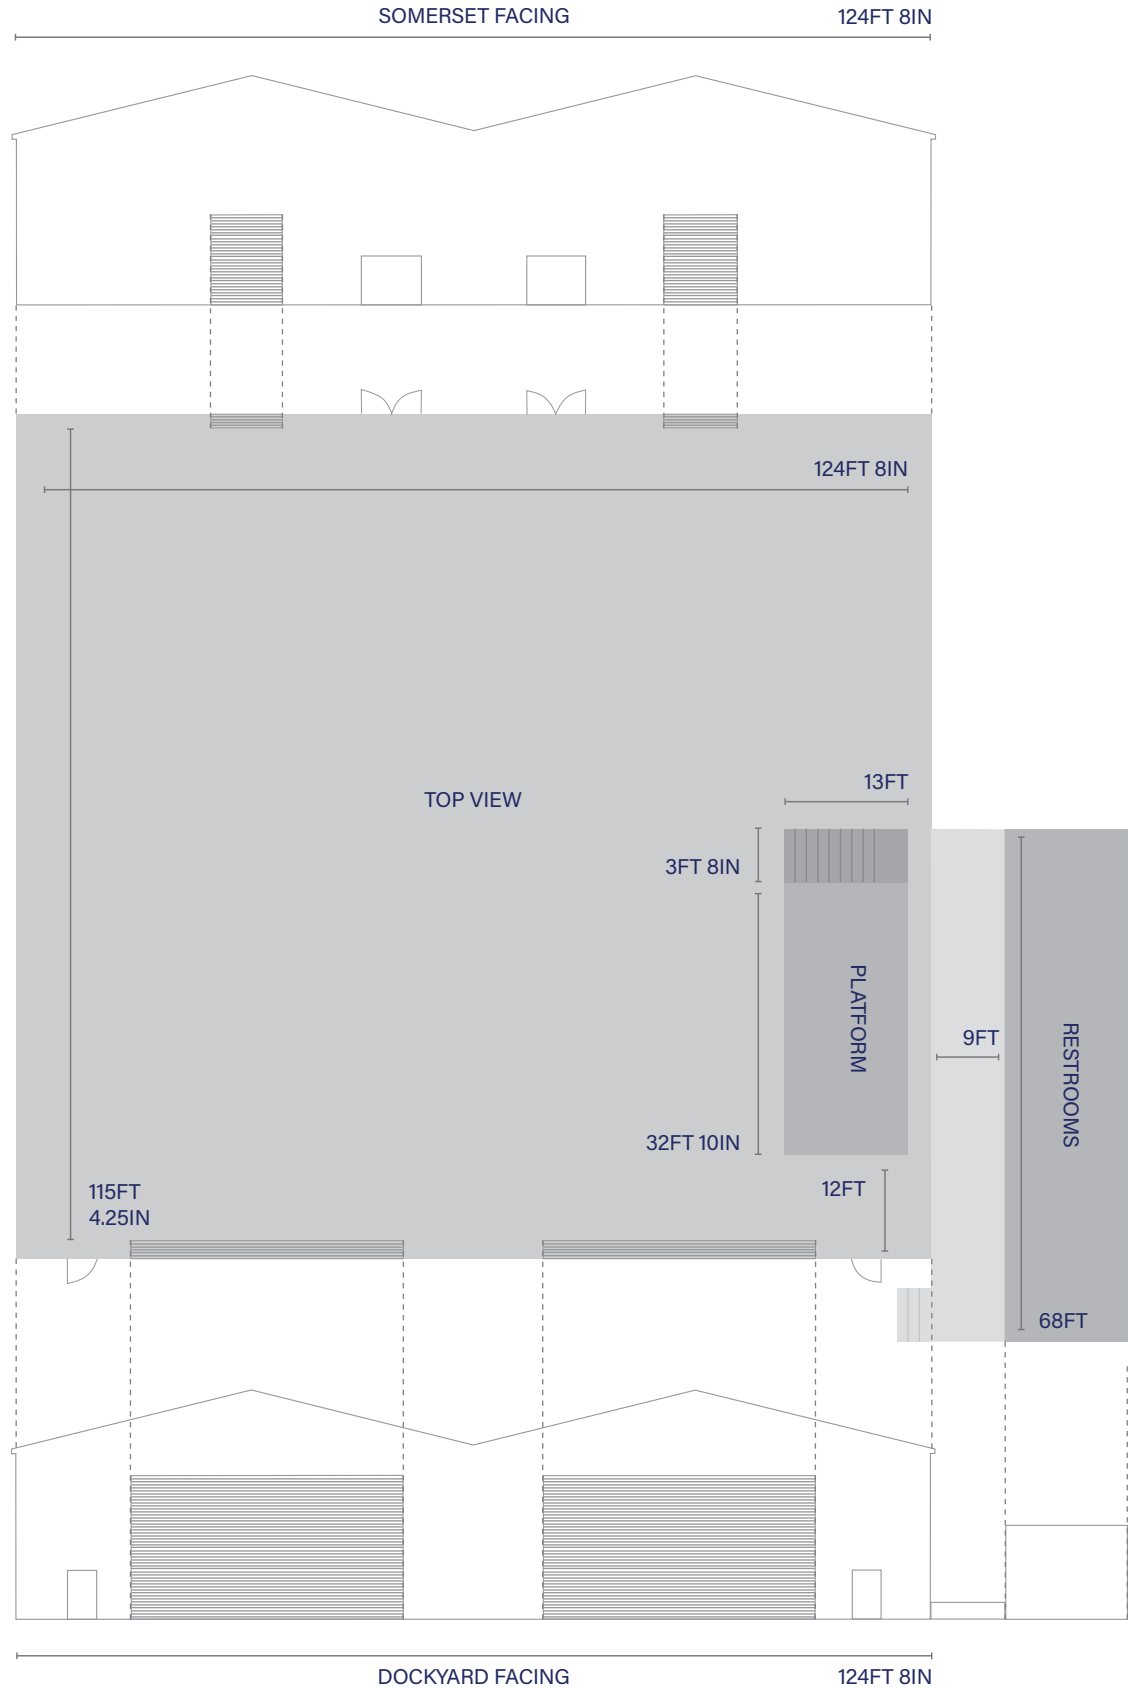 SOMERSET FACING
124FT 8IN
124FT 8IN
TOP VIEW
13FT
3FT 8IN
PLATFORM
9FT
RESTROOMS
32FT 10IN
12FT
115FT
4.25IN
68FT
DOCKYARD FACING
124FT 8IN